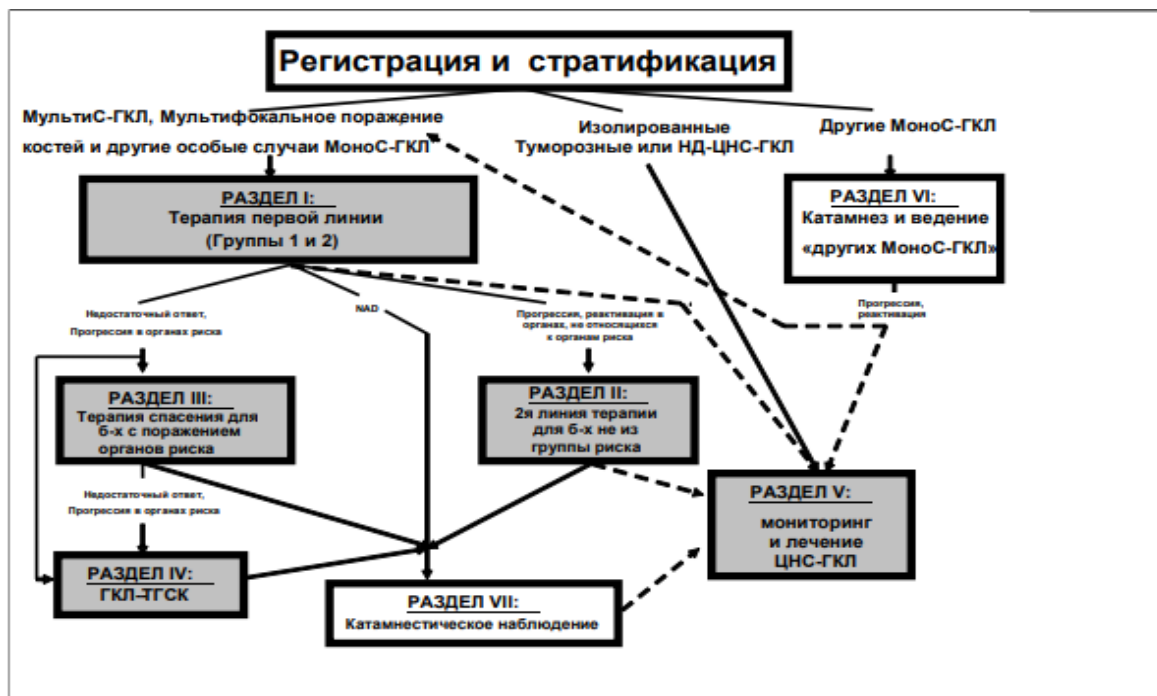 Регистрация и стратификация
МультиС-ГКЛ, Мультифокальное поражение
костей и другие особые случаи МоноС-ГКЛ
Изолированные
Туморозные или НД-ЦНС-ГКЛ
Другие МоноС-ГКЛ
РАЗДЕЛ I:
Терапия первой линии
(Группы 1 и 2)
РАЗДЕЛ VI:
Катамнез и ведение
«других МоноС-ГКЛ»
Недостаточный ответ,
Прогрессия в органах риска
NAD
Прогрессия, реактивация в
органах, не относящихся
к органам риска
Прогрессия,
реактивация
РАЗДЕЛ III:
Терапия спасения для
б-х с поражением
органов риска
РАЗДЕЛ II:
2я линия терапии
для б-х не из
группы риска
Недостаточный ответ,
Прогрессия в органах риска
РАЗДЕЛ V:
мониторинг
и лечение
ЦНС-ГКЛ
РАЗДЕЛ IV:
ГКЛ–ТГСК
РАЗДЕЛ VII:
Катамнестическое наблюдение